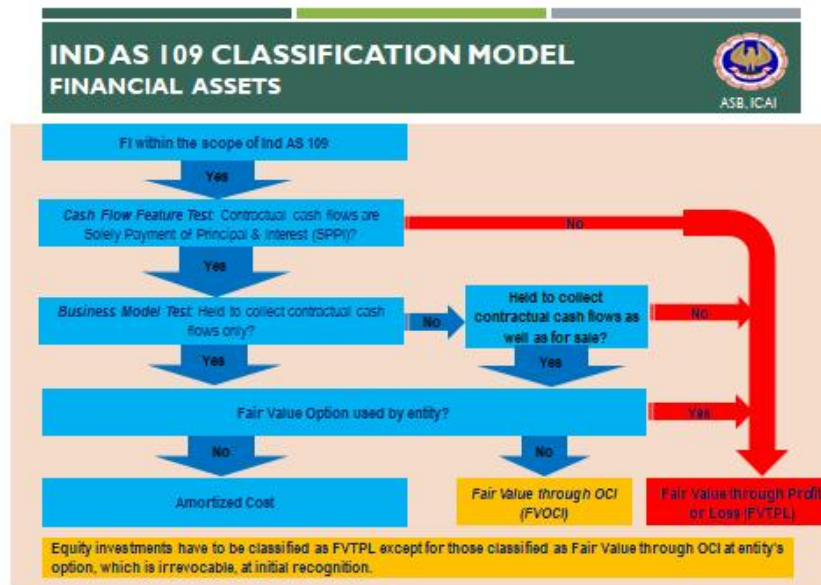 IND AS 109 CLASSIFICATION MODEL
FINANCIAL ASSETS
ASB, ICAI
FI within the scope of Ind AS 109
Yes
Cash Flow Feature Test: Contractual cash flows are
Solely Payment of Principal & Interest (SPPI)?
No
Yes
Business Model Test: Held to collect contractual cash
flows only?
No
Held to collect
contractual cash flows as
well as for sale?
No
Yes
Yes
Fair Value Option used by entity?
Yes
No
No
Amortized Cost
Fair Value through OCI
(FVOCI)
Fair Value through Profit
or Loss (FVTPL)
Equity investments have to be classified as FVTPL except for those classified as Fair Value through OCI at entity's
option, which is irrevocable, at initial recognition.